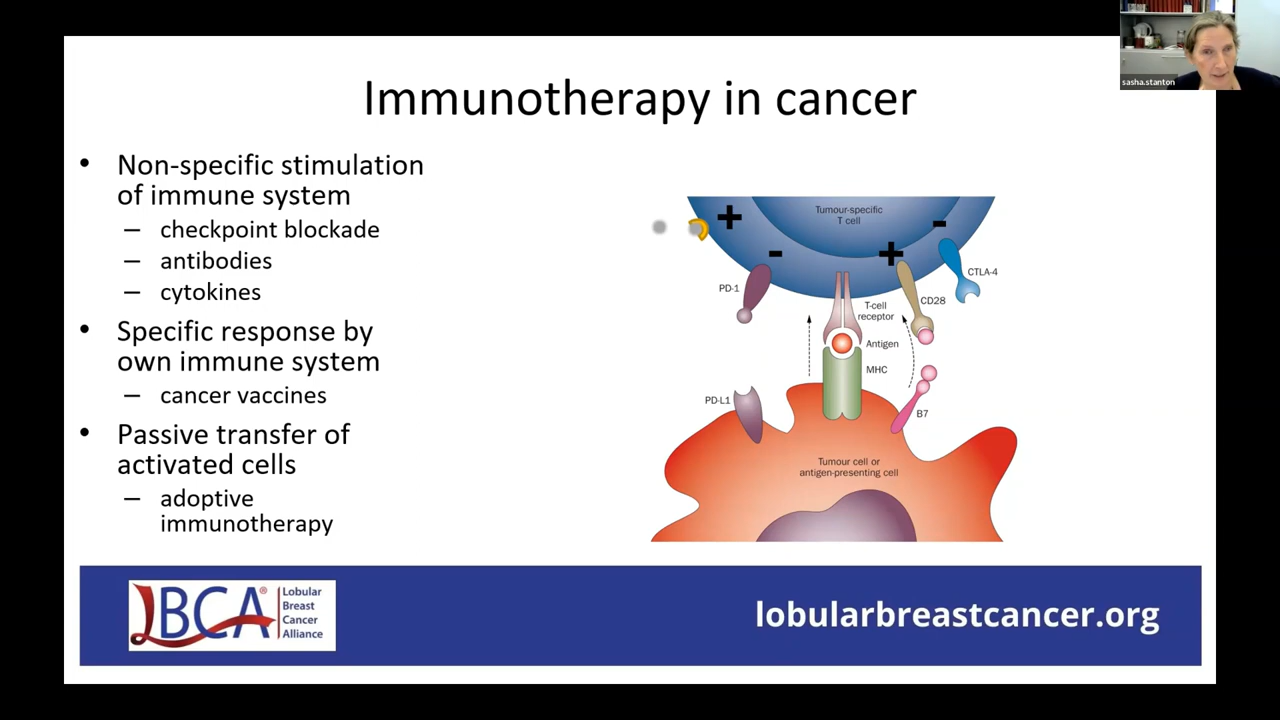 sasha.stanton
Immunotherapy in cancer
• Non-specific stimulation
of immune system
– checkpoint blockade
– antibodies
– cytokines
• Specific response by
own immune system
– cancer vaccines
• Passive transfer of
activated cells
– adoptive
immunotherapy
Tumour-specific
T cell
+
-
-
+
PD-1
CTLA-4
CD28
T-cell
receptor
Antigen
MHC
PD-L1
B7
Tumour cell or
antigen-presenting cell
LBCA®
Lobular
Breast
Cancer
Alliance
lobularbreastcancer.org